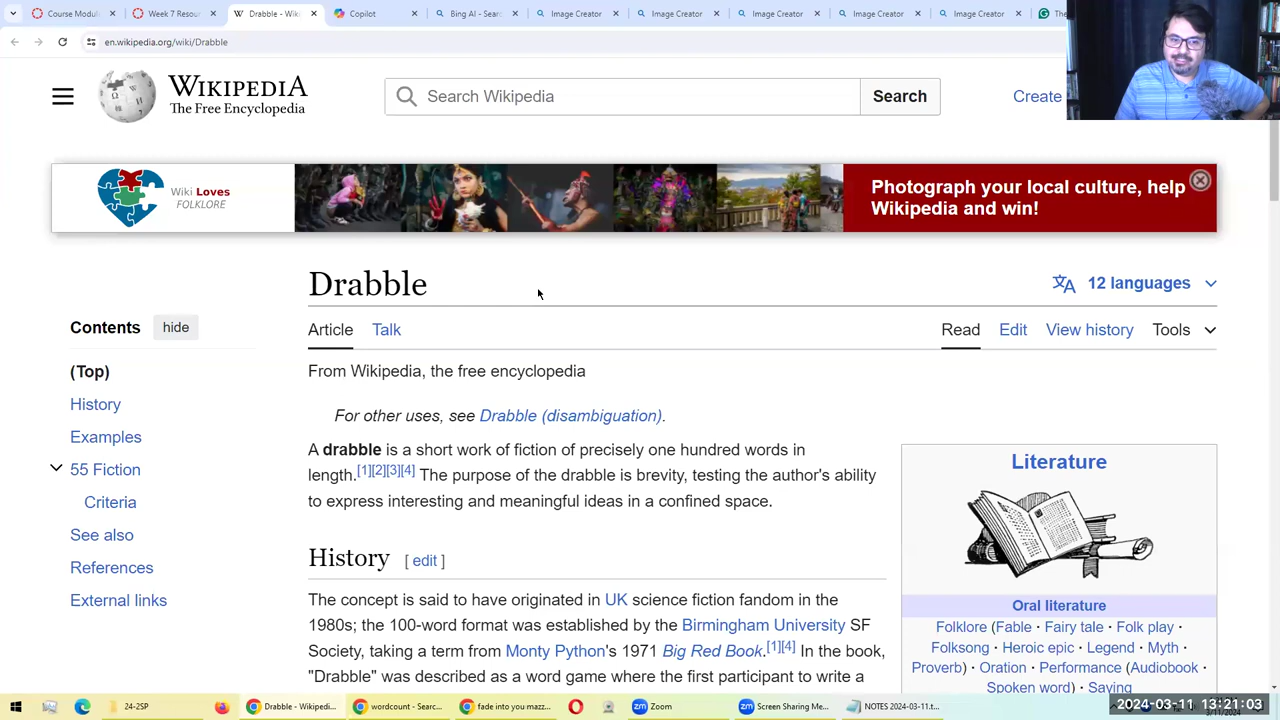 Course Modul
Week 7 Resour
Drabble - Wikip
Copilot
Bing AI - Sear
Image Creator
Image Creator
Image Creator
Image Creator
Image Creator
The
en.wikipedia.org/wiki/Drabble
WIKIPEDIA
The Free Encyclopedia
Search Wikipedia
Search
Create
Wiki Loves
FOLKLORE
Photograph your local culture, help
Wikipedia and win!
Drabble
12 languages
Contents
hide
(Top)
History
Examples
55 Fiction
Criteria
See also
References
External links
Article
Talk
Read
Edit
View history
Tools
From Wikipedia, the free encyclopedia
For other uses, see Drabble (disambiguation).
A drabble is a short work of fiction of precisely one hundred words in
length.[1][2][3][4] The purpose of the drabble is brevity, testing the author's ability
to express interesting and meaningful ideas in a confined space.
History [ edit ]
The concept is said to have originated in UK science fiction fandom in the
1980s; the 100-word format was established by the Birmingham University SF
Society, taking a term from Monty Python's 1971 Big Red Book.[1][4] In the book,
"Drabble" was described as a word game where the first participant to write a
Literature
Oral literature
Folklore (Fable · Fairy tale · Folk play ·
Folksong · Heroic epic · Legend · Myth ·
Proverb) · Oration · Performance (Audiobook ·
Spoken word) · Saying
24-2SP
Drabble - Wikipedi...
wordcount - Searc...
fade into you mazz...
Zoom
Screen Sharing Me...
NOTES 2024-03-11.t...
2024-03-11 13:21:03